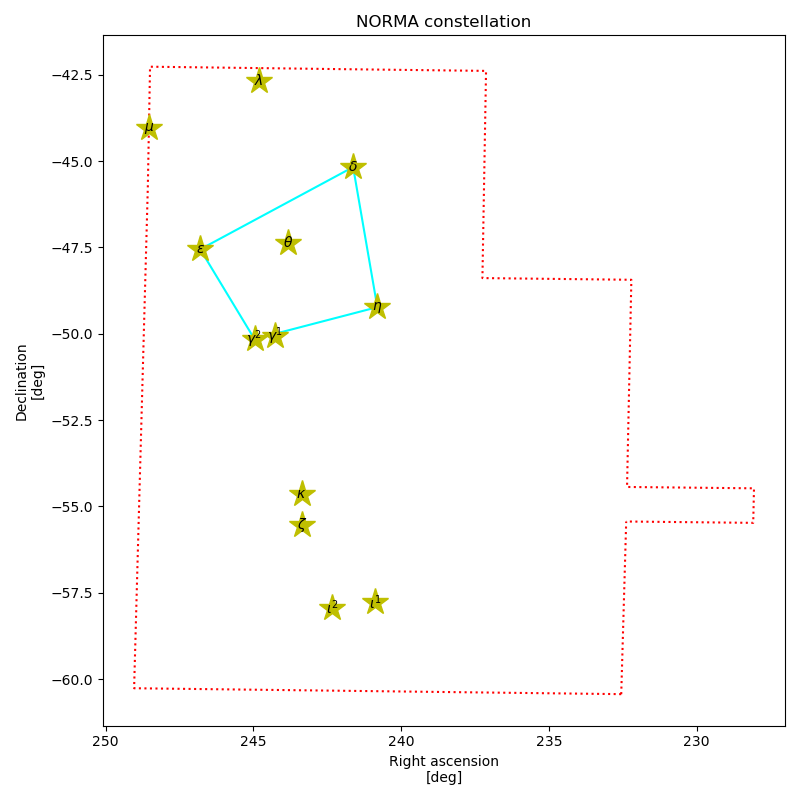 NORMA constellation
−42.5
−45.0
−47.5
−50.0
−52.5
−55.0
−57.5
−60.0
Declination
[deg]
λ
μ
δ
ε
θ
η
γ²
γ¹
κ
ζ
ι²
ι¹
250
245
240
235
230
Right ascension
[deg]